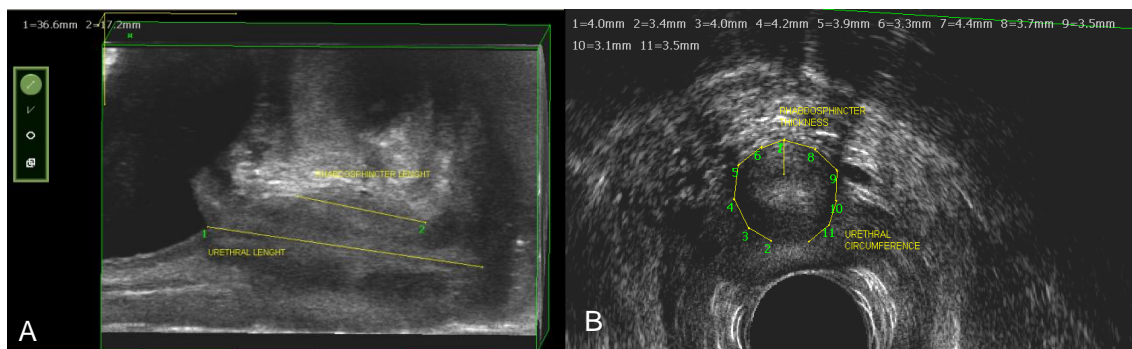 1=36.6mm 2=17.2mm
RHABDOSPHINCTER LENGHT
2
1
URETHRAL LENGHT
A
1=4.0mm 2=3.4mm 3=4.0mm 4=4.2mm 5=3.9mm 6=3.3mm 7=4.4mm 8=3.7mm 9=3.5mm
10=3.1mm 11=3.5mm
RHABDOSPHINCTER
THICKNESS
6
8
5
9
4
10
3
11
2
URETHRAL
CIRCUMFERENCE
B